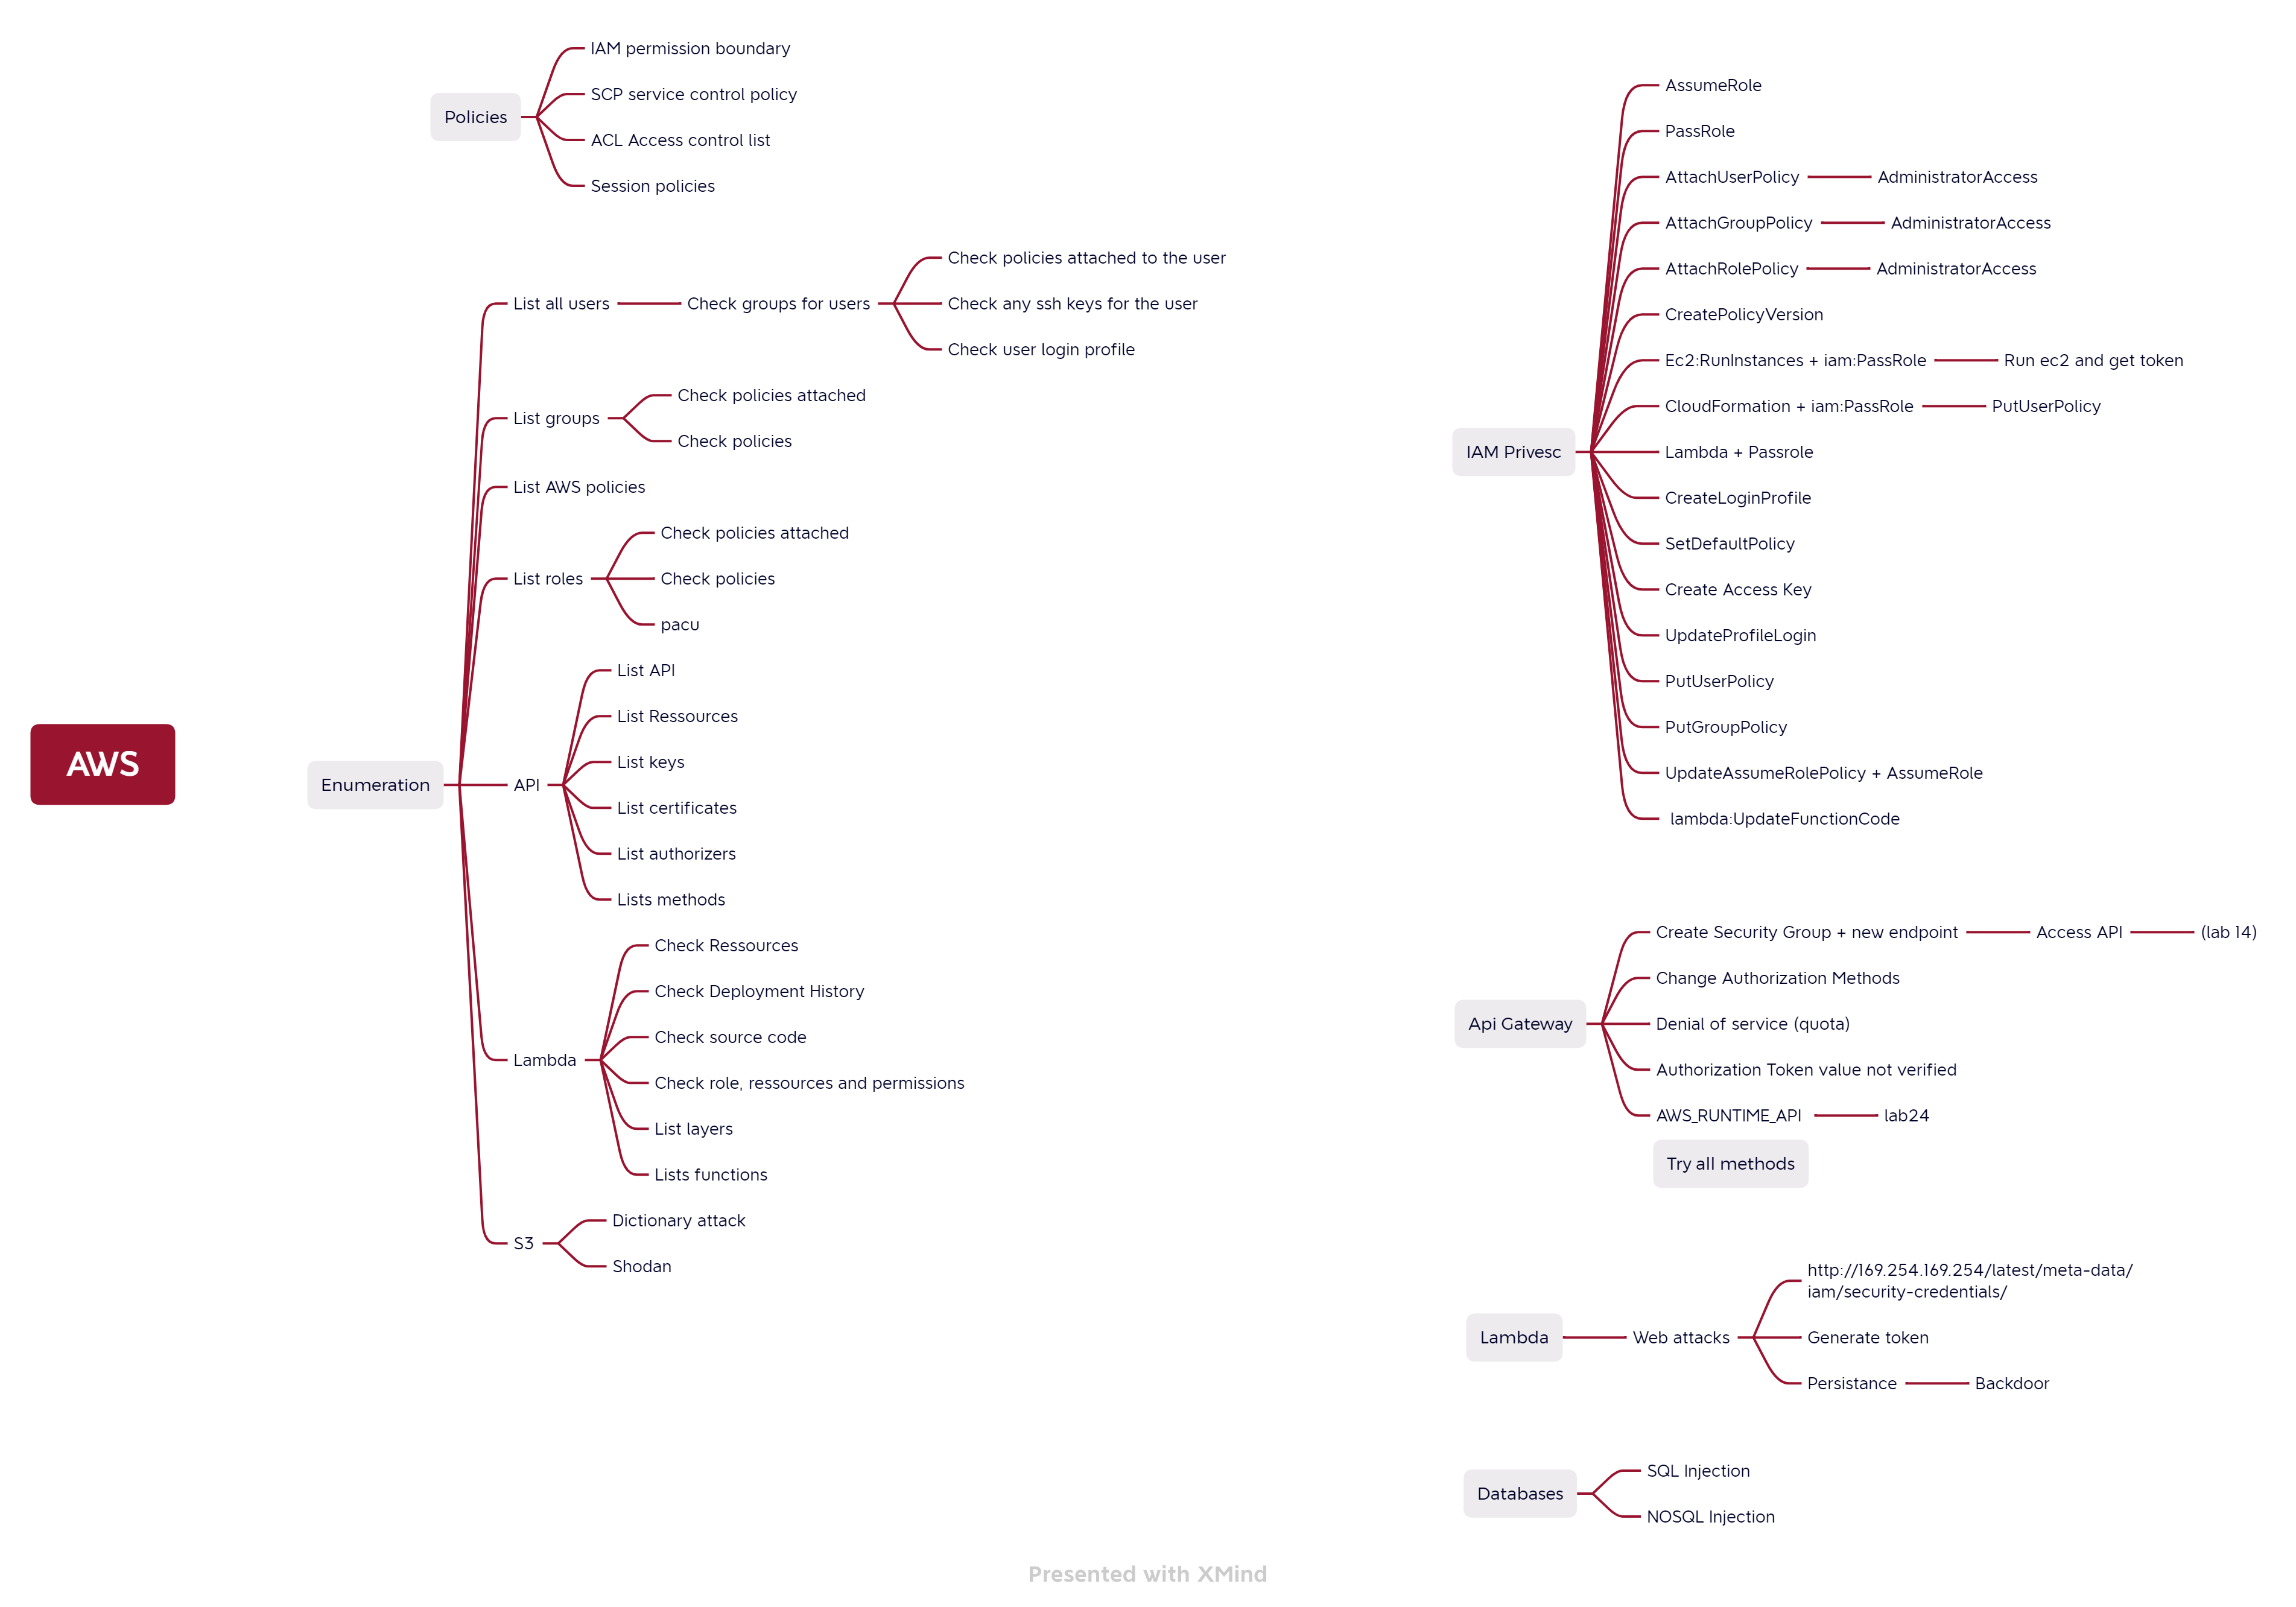 AWS
Policies
IAM permission boundary
SCP service control policy
ACL Access control list
Session policies
Enumeration
List all users
Check groups for users
Check policies attached to the user
Check any ssh keys for the user
Check user login profile
List groups
Check policies attached
Check policies
List AWS policies
List roles
Check policies attached
Check policies
pacu
API
List API
List Ressources
List keys
List certificates
List authorizers
Lists methods
Lambda
Check Ressources
Check Deployment History
Check source code
Check role, ressources and permissions
List layers
Lists functions
S3
Dictionary attack
Shodan
IAM Privesc
AssumeRole
PassRole
AttachUserPolicy
AdministratorAccess
AttachGroupPolicy
AdministratorAccess
AttachRolePolicy
AdministratorAccess
CreatePolicyVersion
Ec2:RunInstances + iam:PassRole
Run ec2 and get token
CloudFormation + iam:PassRole
PutUserPolicy
Lambda + Passrole
CreateLoginProfile
SetDefaultPolicy
Create Access Key
UpdateProfileLogin
PutUserPolicy
PutGroupPolicy
UpdateAssumeRolePolicy + AssumeRole
lambda:UpdateFunctionCode
Api Gateway
Create Security Group + new endpoint
Access API
(lab 14)
Change Authorization Methods
Denial of service (quota)
Authorization Token value not verified
AWS_RUNTIME_API
lab24
Try all methods
Lambda
Web attacks
http://169.254.169.254/latest/meta-data/
iam/security-credentials/
Generate token
Persistance
Backdoor
Databases
SQL Injection
NOSQL Injection
Presented with XMind